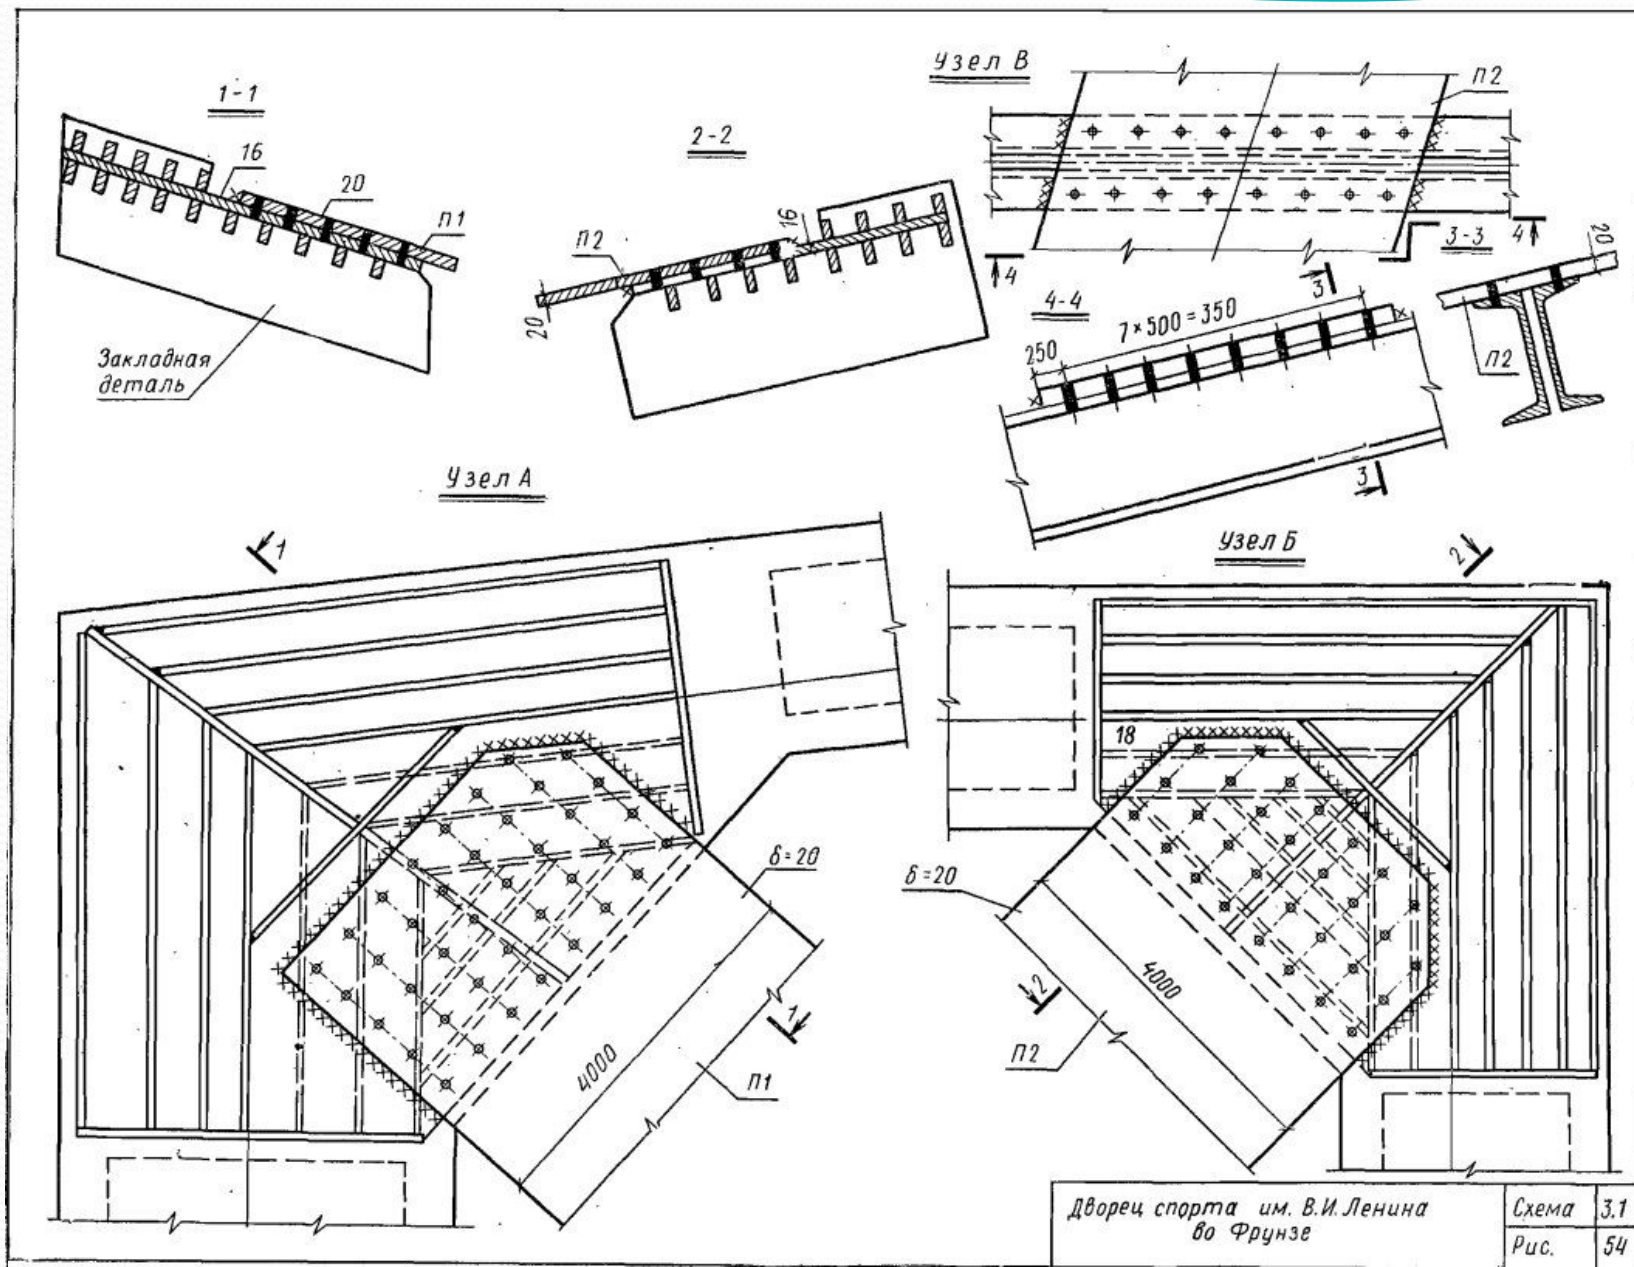 1-1
16
20
П1
Закладная
деталь
2-2
П2
16
20
Узел В
П2
4
4
3-3
20
П2
4-4
3
7×500=350
250
3
Узел А
1
δ=20
4000
1
П1
Узел Б
2
18
δ=20
4000
2
П2
Дворец спорта им. В.И. Ленина
во Фрунзе
Схема 3.1
Рис. 54